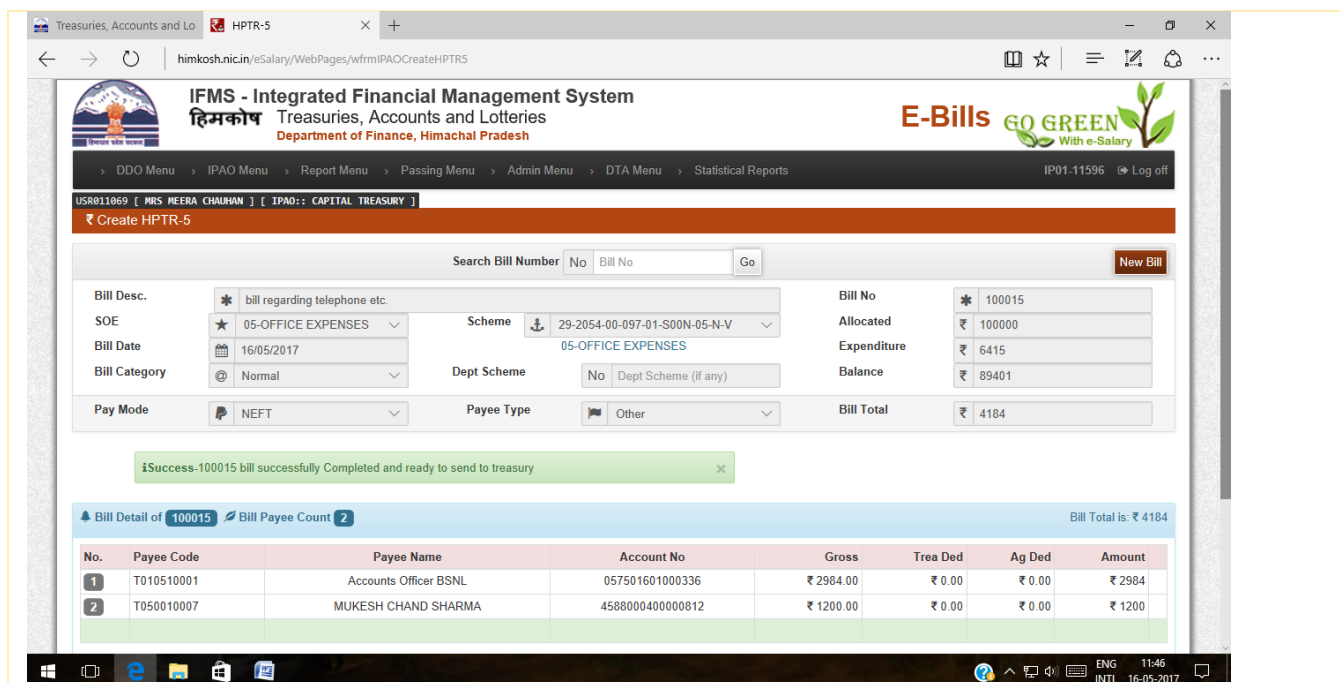 Treasuries, Accounts and Lo HPTR-5
himkosh.nic.in/eSalary/WebPages/wfrmIPAOCreateHPTR5
IFMS - Integrated Financial Management System
हिमकोष Treasuries, Accounts and Lotteries
Department of Finance, Himachal Pradesh
E-Bills GO GREEN
With e-Salary
हिमाचल प्रदेश सरकार
DDO Menu IPAO Menu Report Menu Passing Menu Admin Menu DTA Menu Statistical Reports IP01-11596 Log off
USR011069 [ MRS MEERA CHAUHAN ] [ IPAO:: CAPITAL TREASURY ]
₹ Create HPTR-5
Search Bill Number No Bill No Go New Bill
Bill Desc. bill regarding telephone etc. Bill No 100015
SOE 05-OFFICE EXPENSES Scheme 29-2054-00-097-01-S00N-05-N-V Allocated ₹ 100000
Bill Date 16/05/2017 05-OFFICE EXPENSES Expenditure ₹ 6415
Bill Category @ Normal Dept Scheme No Dept Scheme (if any) Balance ₹ 89401
Pay Mode NEFT Payee Type Other Bill Total ₹ 4184
iSuccess-100015 bill successfully Completed and ready to send to treasury ×
Bill Detail of 100015 Bill Payee Count 2 Bill Total is: ₹ 4184
No. Payee Code Payee Name Account No Gross Trea Ded Ag Ded Amount
1 T010510001 Accounts Officer BSNL 057501601000336 ₹ 2984.00 ₹ 0.00 ₹ 0.00 ₹ 2984
2 T050010007 MUKESH CHAND SHARMA 4588000400000812 ₹ 1200.00 ₹ 0.00 ₹ 0.00 ₹ 1200
ENG 11:46
INTL 16-05-2017